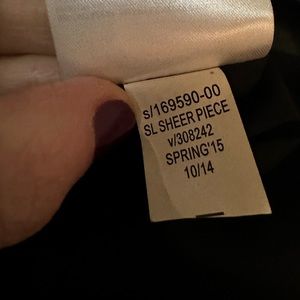 s/169590-00
SL SHEER PIECE
v/308242
SPRING'15
10/14